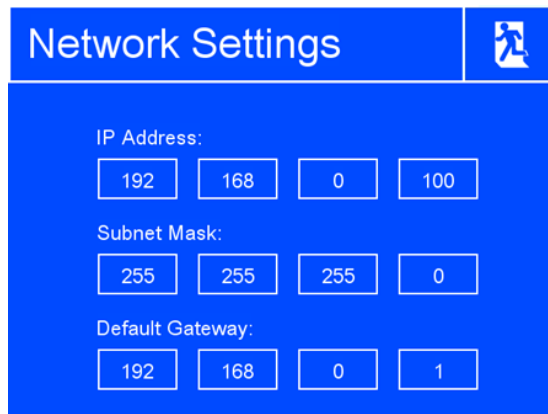 Network Settings
IP Address:
192 168 0 100
Subnet Mask:
255 255 255 0
Default Gateway:
192 168 0 1